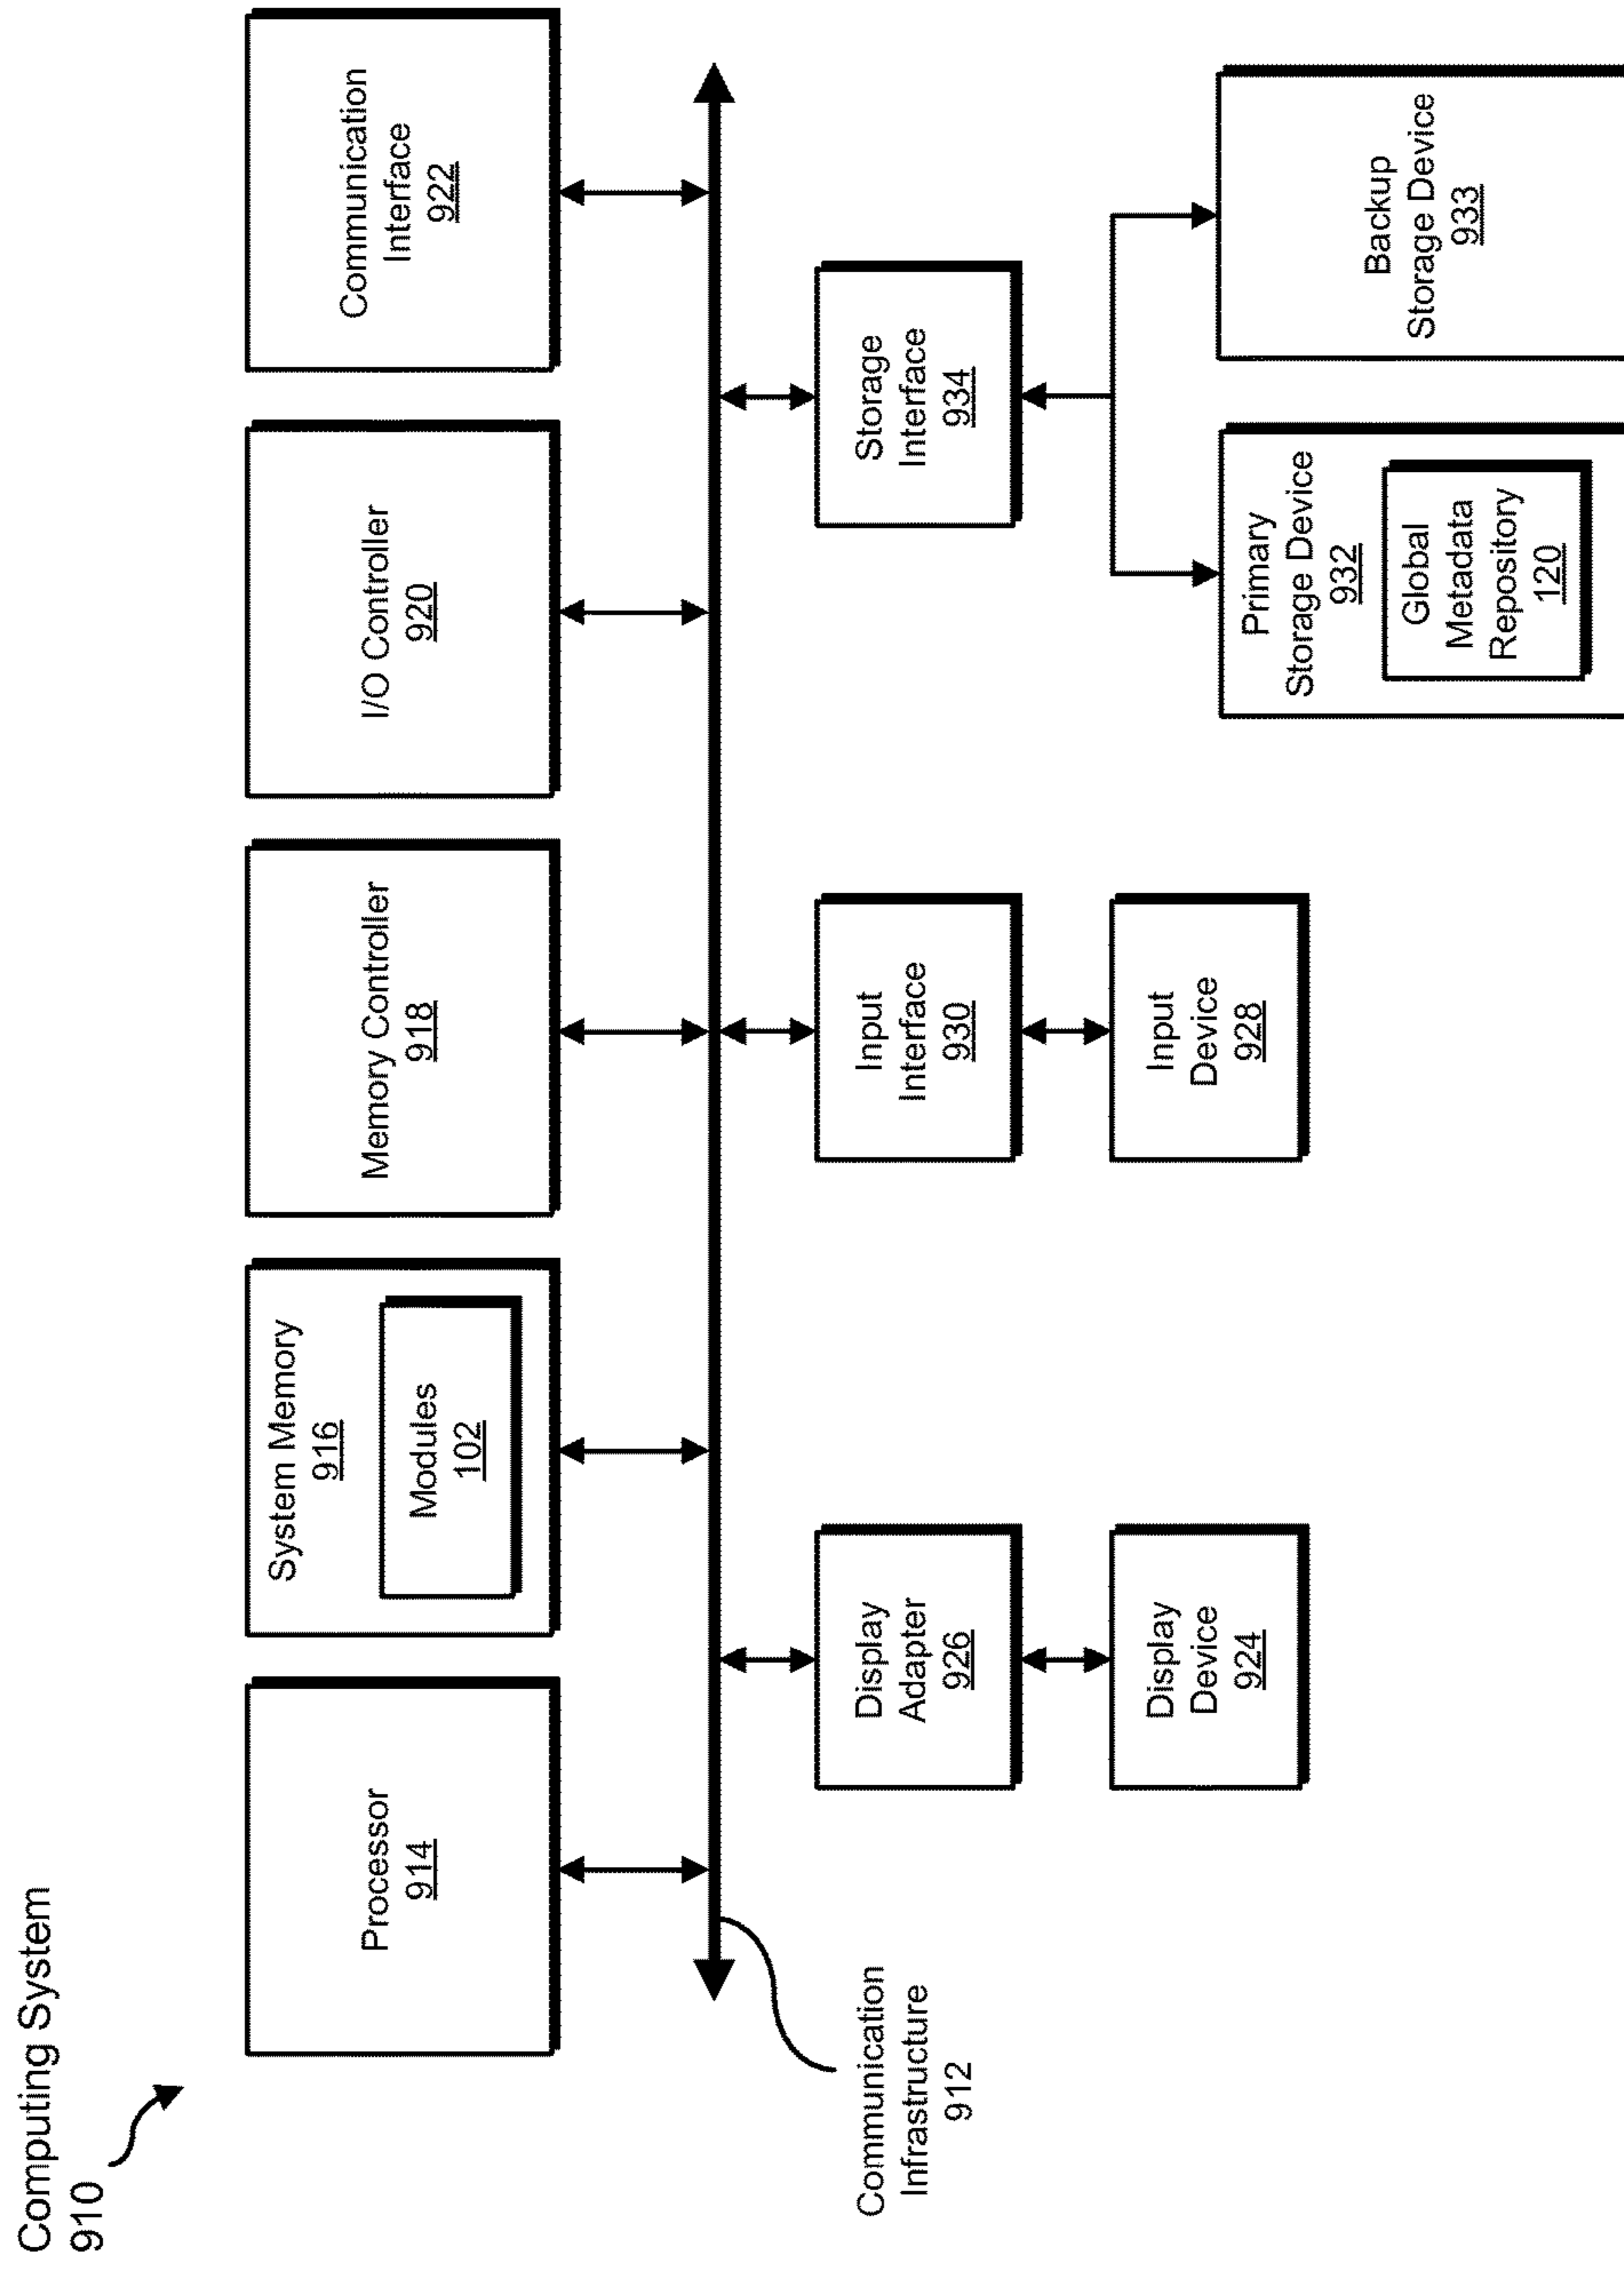 Computing System
910
Processor
914
System Memory
916
Modules
102
Memory Controller
918
I/O Controller
920
Communication
Interface
922
Communication
Infrastructure
912
Display
Adapter
926
Input
Interface
930
Storage
Interface
934
Display
Device
924
Input
Device
928
Primary
Storage Device
932
Global
Metadata
Repository
120
Backup
Storage Device
933